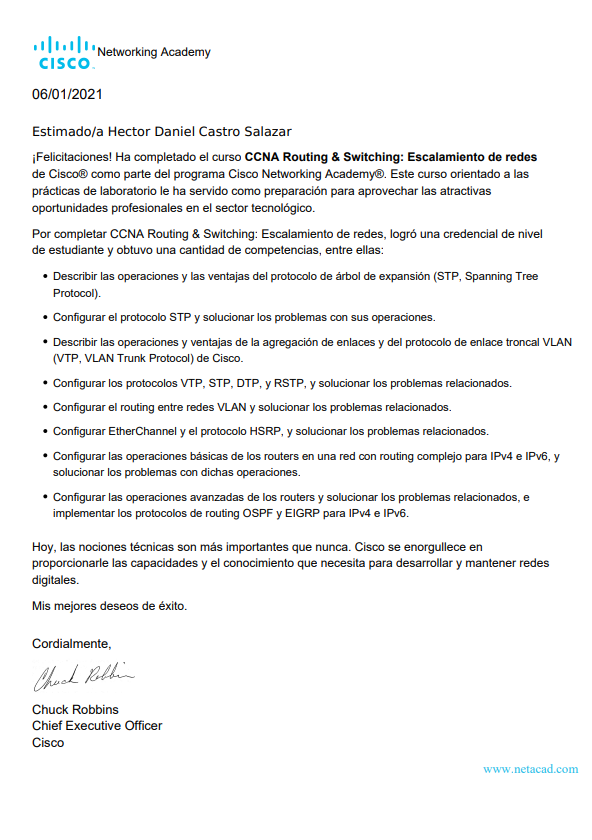 CISCO Networking Academy
06/01/2021
Estimado/a Hector Daniel Castro Salazar
¡Felicitaciones! Ha completado el curso CCNA Routing & Switching: Escalamiento de redes
de Cisco® como parte del programa Cisco Networking Academy®. Este curso orientado a las
prácticas de laboratorio le ha servido como preparación para aprovechar las atractivas
oportunidades profesionales en el sector tecnológico.
Por completar CCNA Routing & Switching: Escalamiento de redes, logró una credencial de nivel
de estudiante y obtuvo una cantidad de competencias, entre ellas:
• Describir las operaciones y las ventajas del protocolo de árbol de expansión (STP, Spanning Tree
Protocol).
• Configurar el protocolo STP y solucionar los problemas con sus operaciones.
• Describir las operaciones y ventajas de la agregación de enlaces y del protocolo de enlace troncal VLAN
(VTP, VLAN Trunk Protocol) de Cisco.
• Configurar los protocolos VTP, STP, DTP, y RSTP, y solucionar los problemas relacionados.
• Configurar el routing entre redes VLAN y solucionar los problemas relacionados.
• Configurar EtherChannel y el protocolo HSRP, y solucionar los problemas relacionados.
• Configurar las operaciones básicas de los routers en una red con routing complejo para IPv4 e IPv6, y
solucionar los problemas con dichas operaciones.
• Configurar las operaciones avanzadas de los routers y solucionar los problemas relacionados, e
implementar los protocolos de routing OSPF y EIGRP para IPv4 e IPv6.
Hoy, las nociones técnicas son más importantes que nunca. Cisco se enorgullece en
proporcionarle las capacidades y el conocimiento que necesita para desarrollar y mantener redes
digitales.
Mis mejores deseos de éxito.
Cordialmente,
Chuck Robbins
Chuck Robbins
Chief Executive Officer
Cisco
www.netacad.com